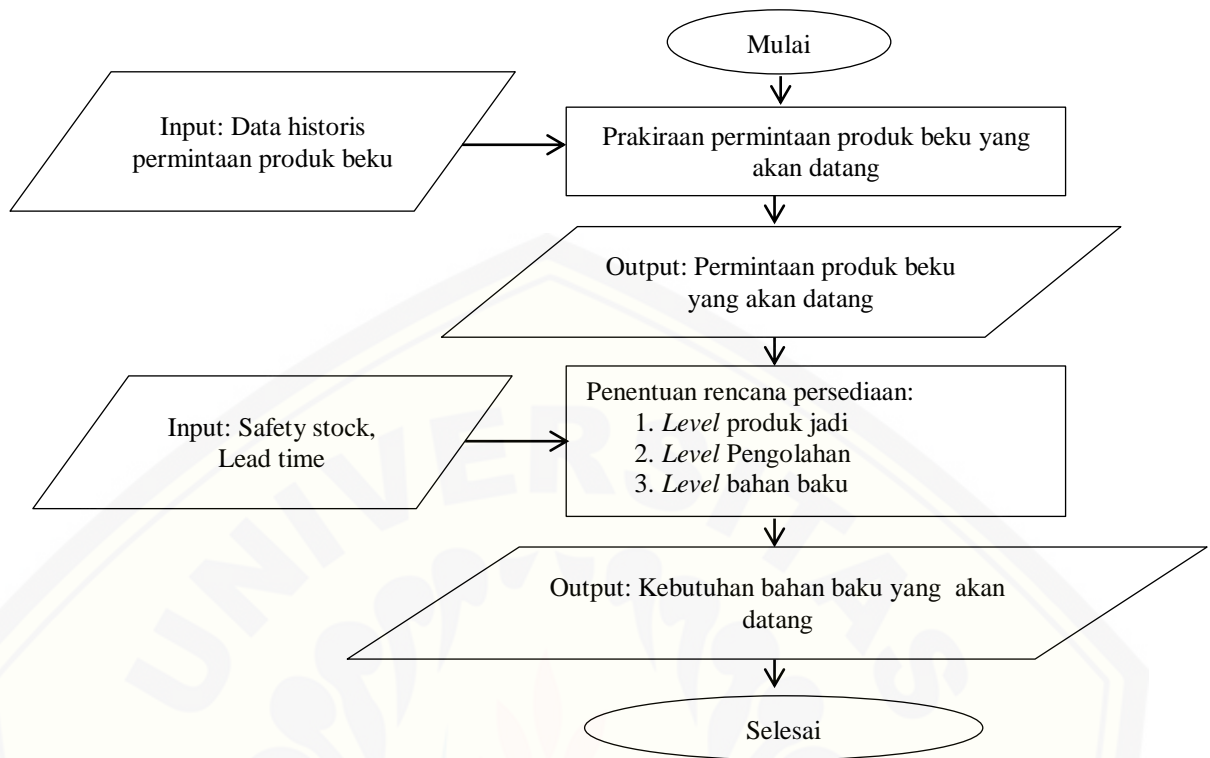 Mulai
Input: Data historis
permintaan produk beku
Prakiraan permintaan produk beku yang
akan datang
Output: Permintaan produk beku
yang akan datang
Input: Safety stock,
Lead time
Penentuan rencana persediaan:
1. Level produk jadi
2. Level Pengolahan
3. Level bahan baku
Output: Kebutuhan bahan baku yang akan
datang
Selesai
UNIVERSITAS